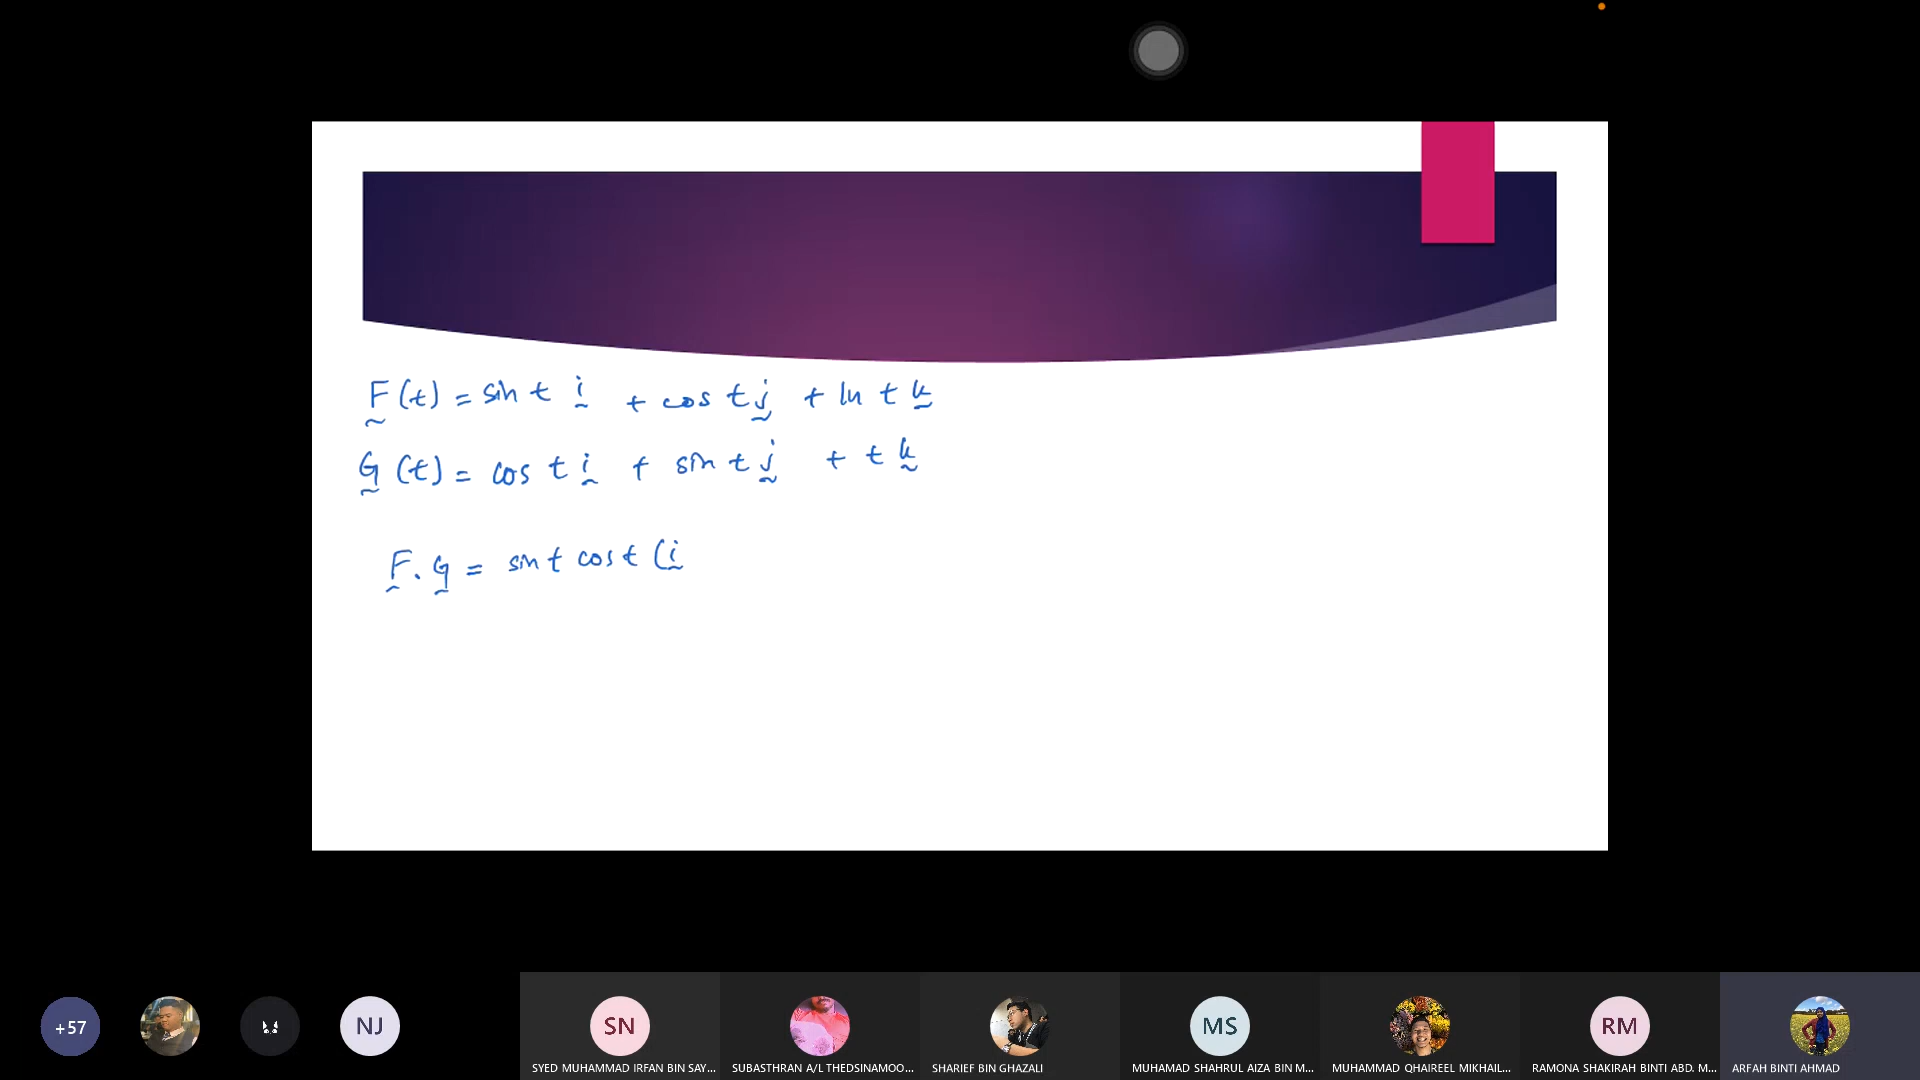 F(t) = sin t i + cos t j + ln t k
G(t) = cos t i + sin t j + t k
F . G = sin t cos t (i
+57
NJ
SN
MS
RM
SYED MUHAMMAD IRFAN BIN SAY...
SUBASTHRAN A/L THEDSINAMOO...
SHARIEF BIN GHAZALI
MUHAMAD SHAHRUL AIZA BIN M...
MUHAMMAD QHAIREEL MIKHAIL...
RAMONA SHAKIRAH BINTI ABD. M...
ARFAH BINTI AHMAD